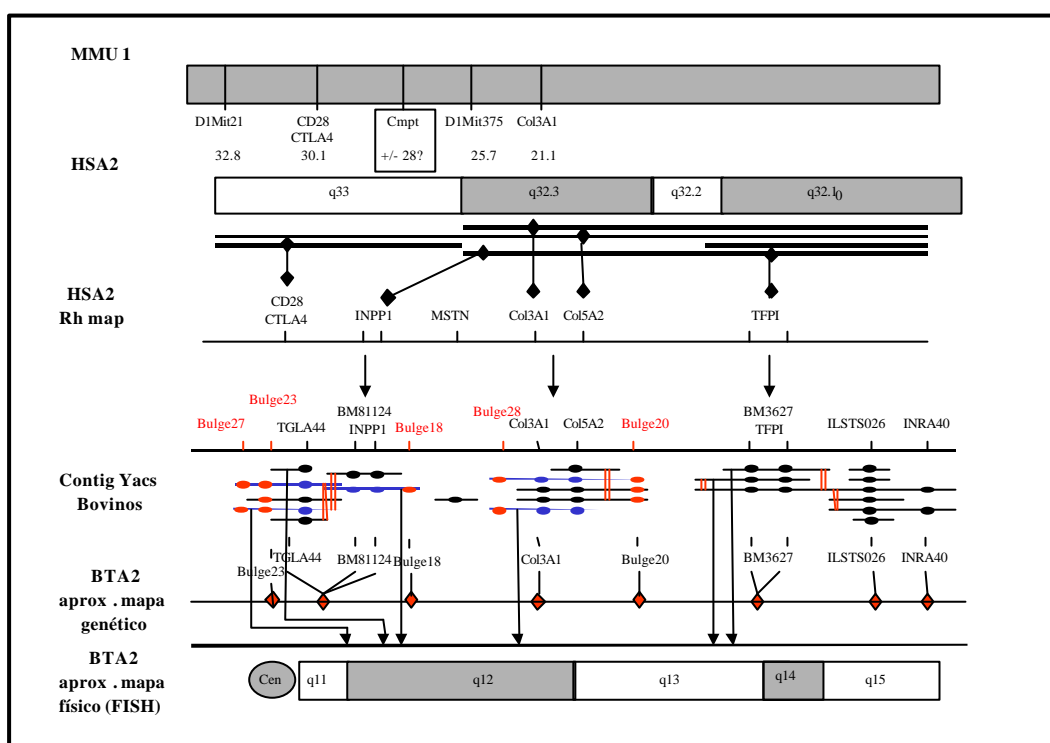 MMU 1
D1Mit21 CD28 Cmpt D1Mit375 Col3A1
CTLA4
32.8 30.1 +/- 28? 25.7 21.1
HSA2
q33 q32.3 q32.2 q32.10
HSA2
Rh map
CD28 INPP1 MSTN Col3A1 Col5A2 TFPI
CTLA4
Bulge27 Bulge23 TGLA44 BM81124 Bulge18 Bulge28 Col3A1 Col5A2 Bulge20 BM3627 ILSTS026 INRA40
INPP1 TFPI
Contig Yacs
Bovinos
Bulge23 TGLA44 BM81124 Bulge18 Col3A1 Bulge20 BM3627 ILSTS026 INRA40
BTA2
aprox . mapa
genético
BTA2
aprox . mapa
físico (FISH)
Cen q11 q12 q13 q14 q15